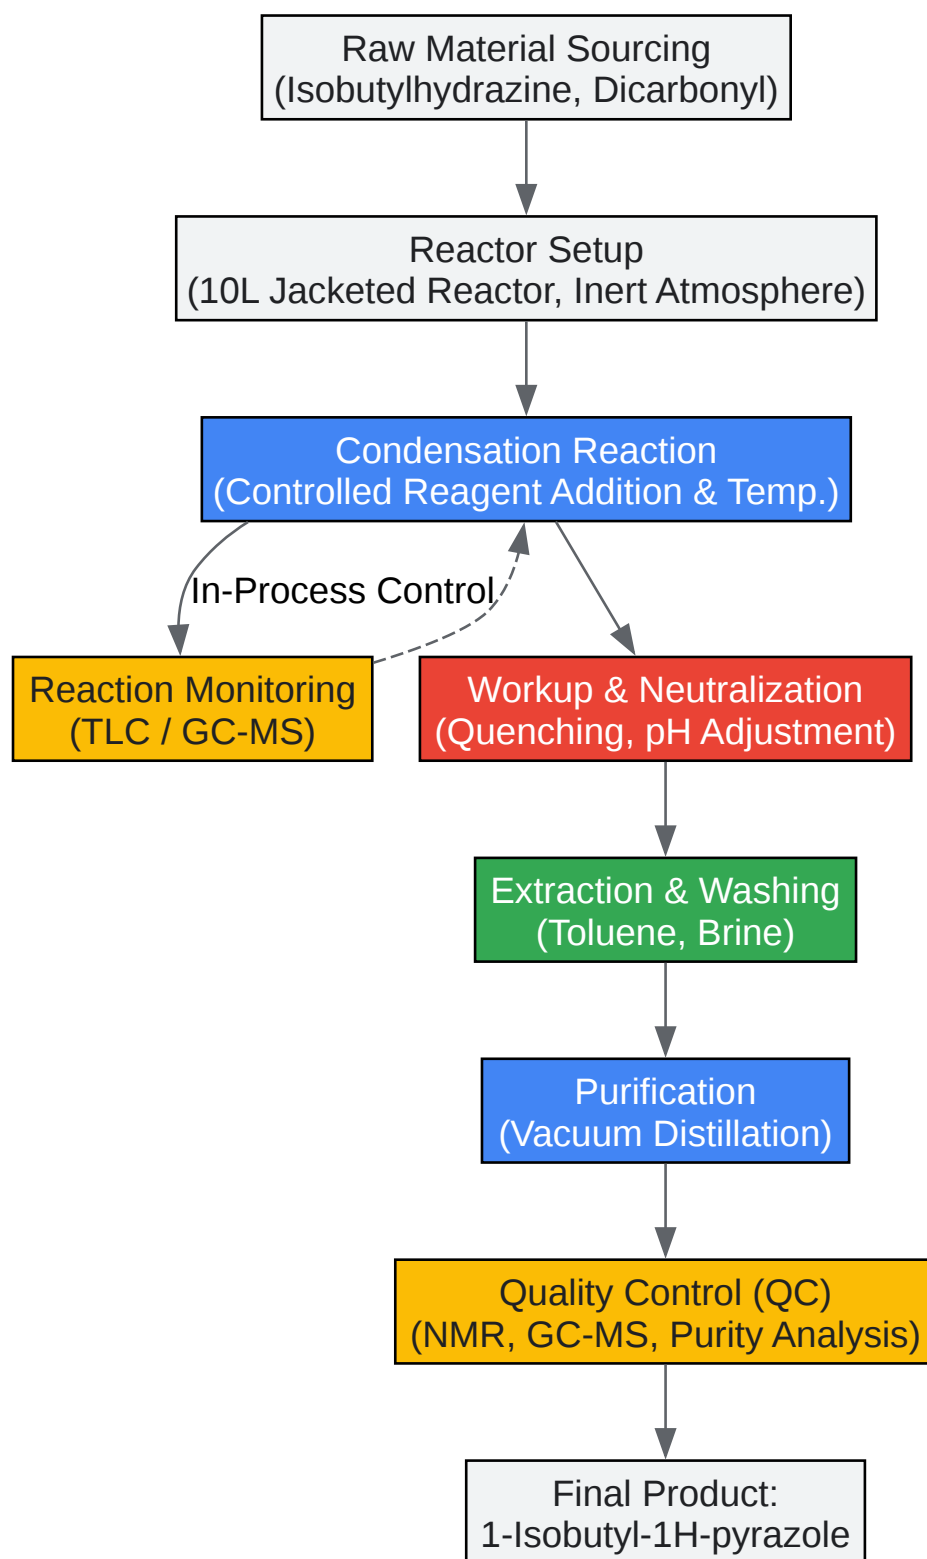 Raw Material Sourcing
(Isobutylhydrazine, Dicarbonyl)
Reactor Setup
(10L Jacketed Reactor, Inert Atmosphere)
Condensation Reaction
(Controlled Reagent Addition & Temp.)
In-Process Control
Reaction Monitoring
(TLC / GC-MS)
Workup & Neutralization
(Quenching, pH Adjustment)
Extraction & Washing
(Toluene, Brine)
Purification
(Vacuum Distillation)
Quality Control (QC)
(NMR, GC-MS, Purity Analysis)
Final Product:
1-Isobutyl-1H-pyrazole